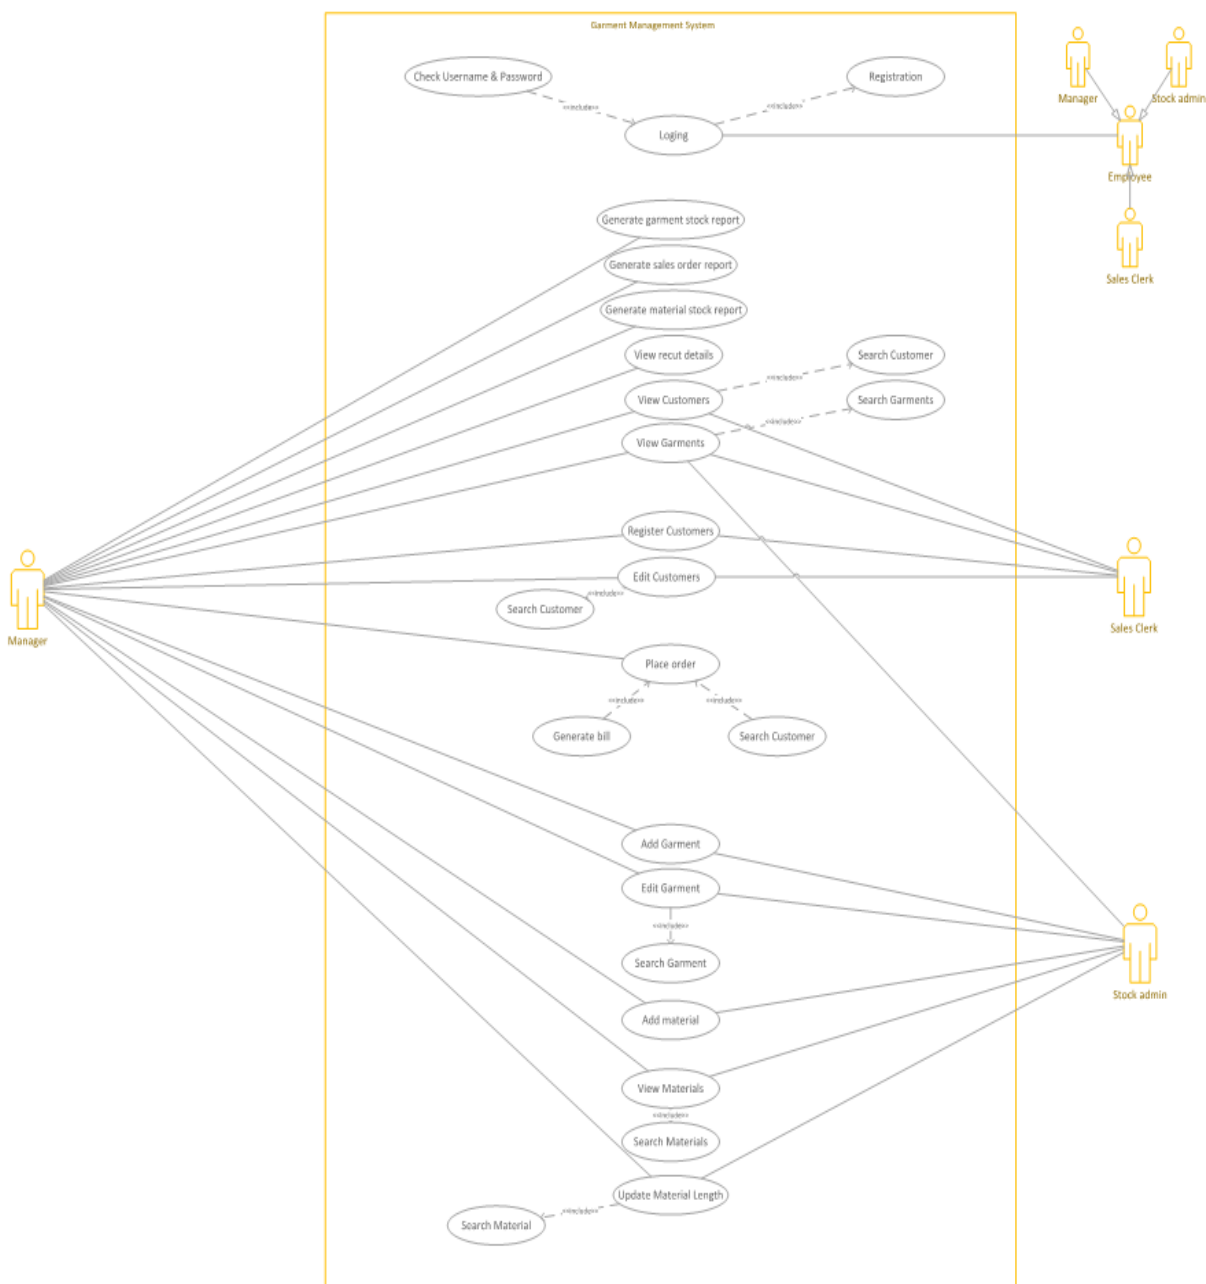 Garment Management System
Check Username & Password
Registration
<<include>>
<<include>>
Loging
Manager
Stock admin
Employee
Sales Clerk
Generate garment stock report
Generate sales order report
Generate material stock report
View recut details
Search Customer
<<include>>
View Customers
Search Garments
<<include>>
View Garments
Register Customers
Edit Customers
<<include>>
Search Customer
Manager
Sales Clerk
Place order
<<include>>
<<include>>
Generate bill
Search Customer
Add Garment
Edit Garment
<<include>>
Search Garment
Stock admin
Add material
View Materials
<<include>>
Search Materials
Update Material Length
<<include>>
Search Material